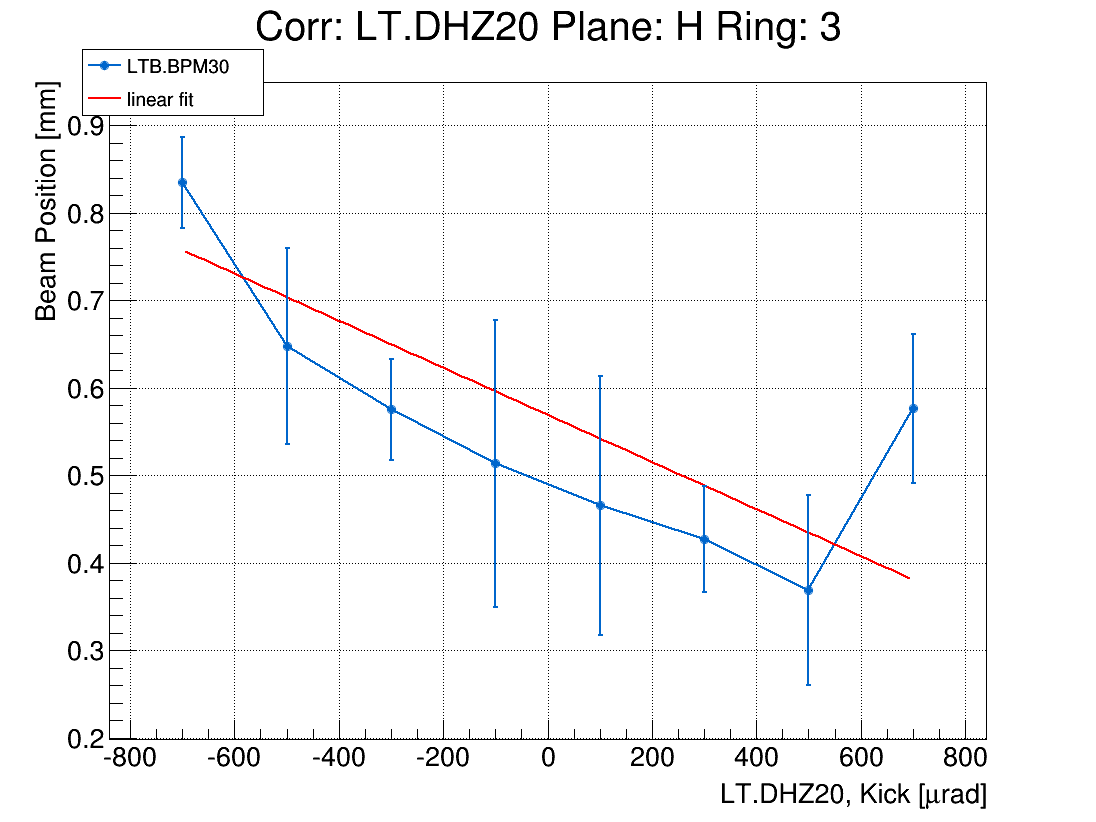 Corr: LT.DHZ20 Plane: H Ring: 3
LTB.BPM30
linear fit
Beam Position [mm]
0.9
0.8
0.7
0.6
0.5
0.4
0.3
0.2
-800 -600 -400 -200 0 200 400 600 800
LT.DHZ20, Kick [μrad]